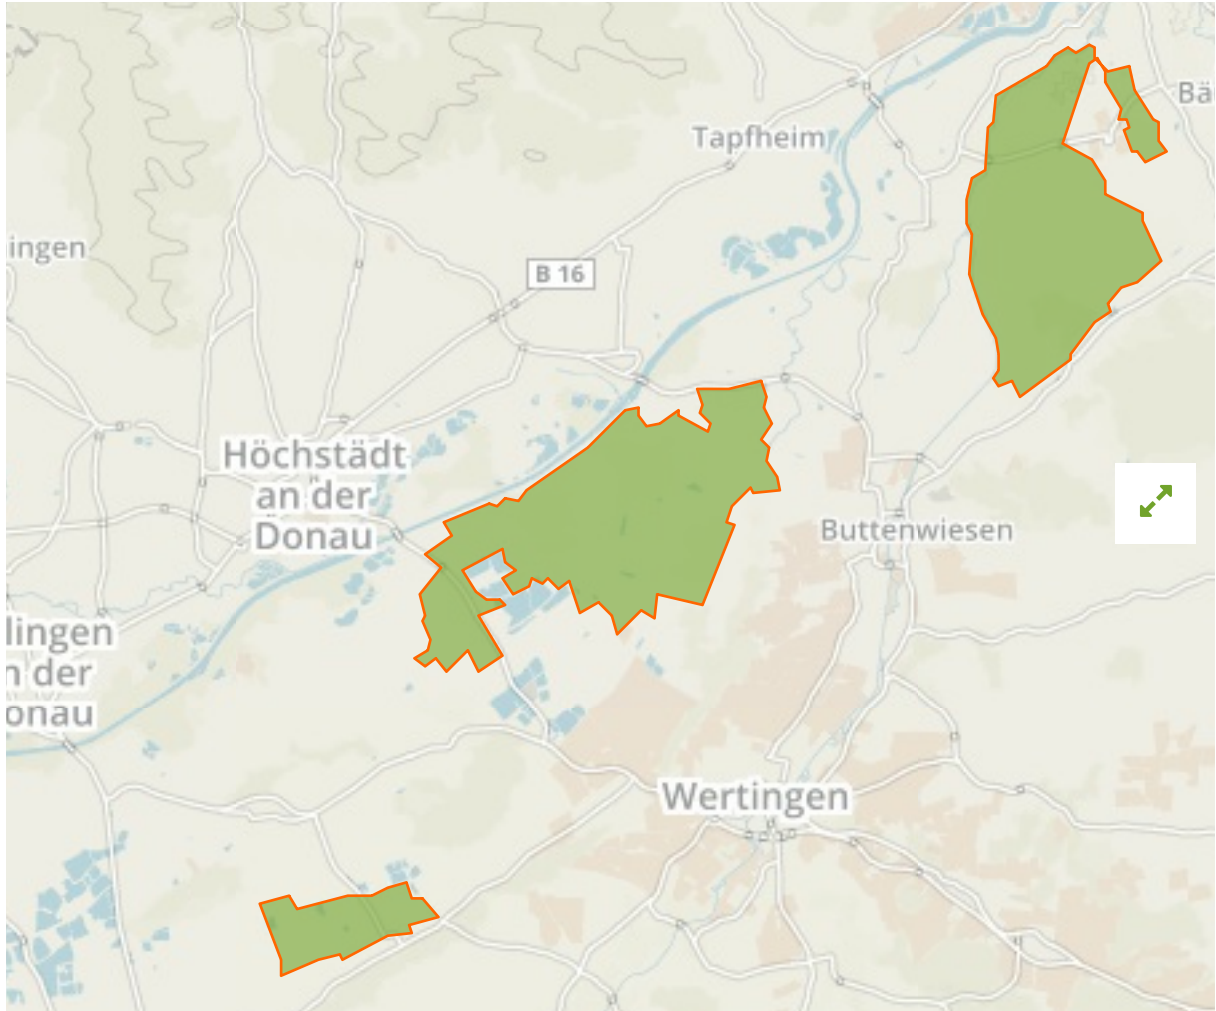 Bä
Tapfheim
ingen
B 16
Höchstädt
an der
Donau
Buttenwiesen
lingen
n der
onau
Wertingen